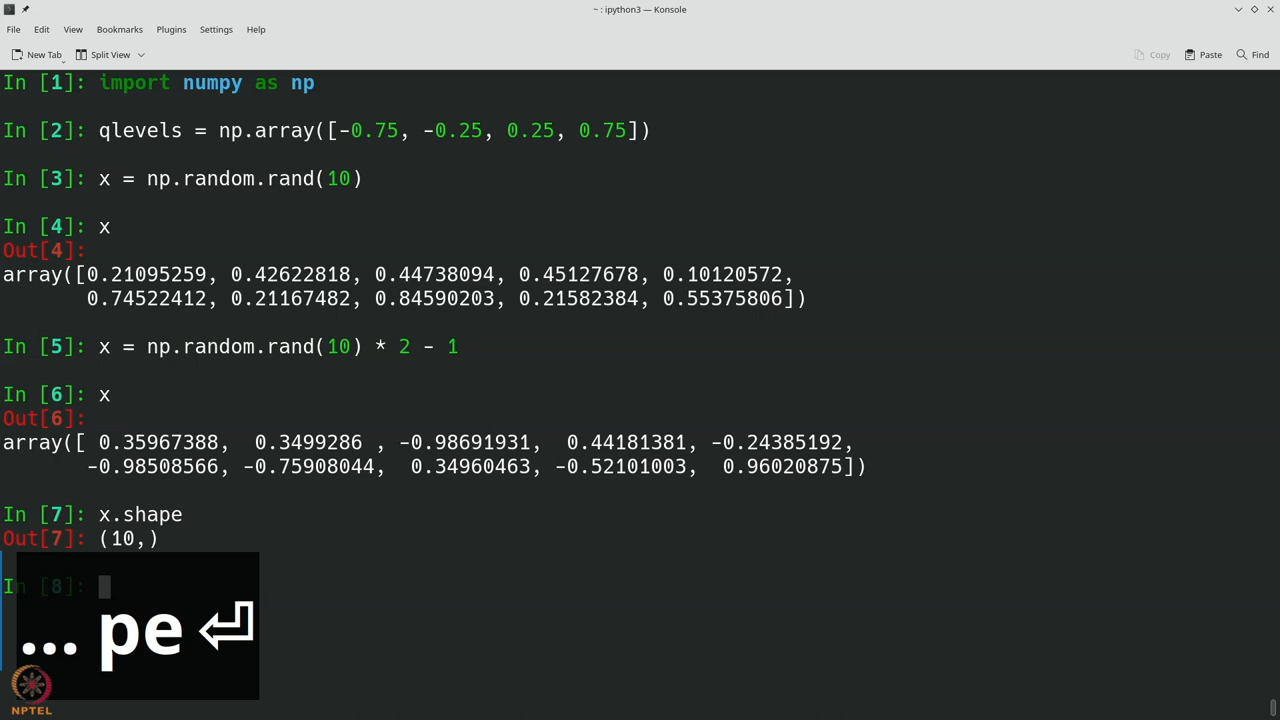 ~ : ipython3 — Konsole
File Edit View Bookmarks Plugins Settings Help
New Tab Split View Copy Paste Find
In [1]: import numpy as np
In [2]: qlevels = np.array([-0.75, -0.25, 0.25, 0.75])
In [3]: x = np.random.rand(10)
In [4]: x
Out[4]:
array([0.21095259, 0.42622818, 0.44738094, 0.45127678, 0.10120572,
0.74522412, 0.21167482, 0.84590203, 0.21582384, 0.55375806])
In [5]: x = np.random.rand(10) * 2 - 1
In [6]: x
Out[6]:
array([ 0.35967388, 0.3499286 , -0.98691931, 0.44181381, -0.24385192,
-0.98508566, -0.75908044, 0.34960463, -0.52101003, 0.96020875])
In [7]: x.shape
Out[7]: (10,)
In [8]:
... pe ⏎
NPTEL